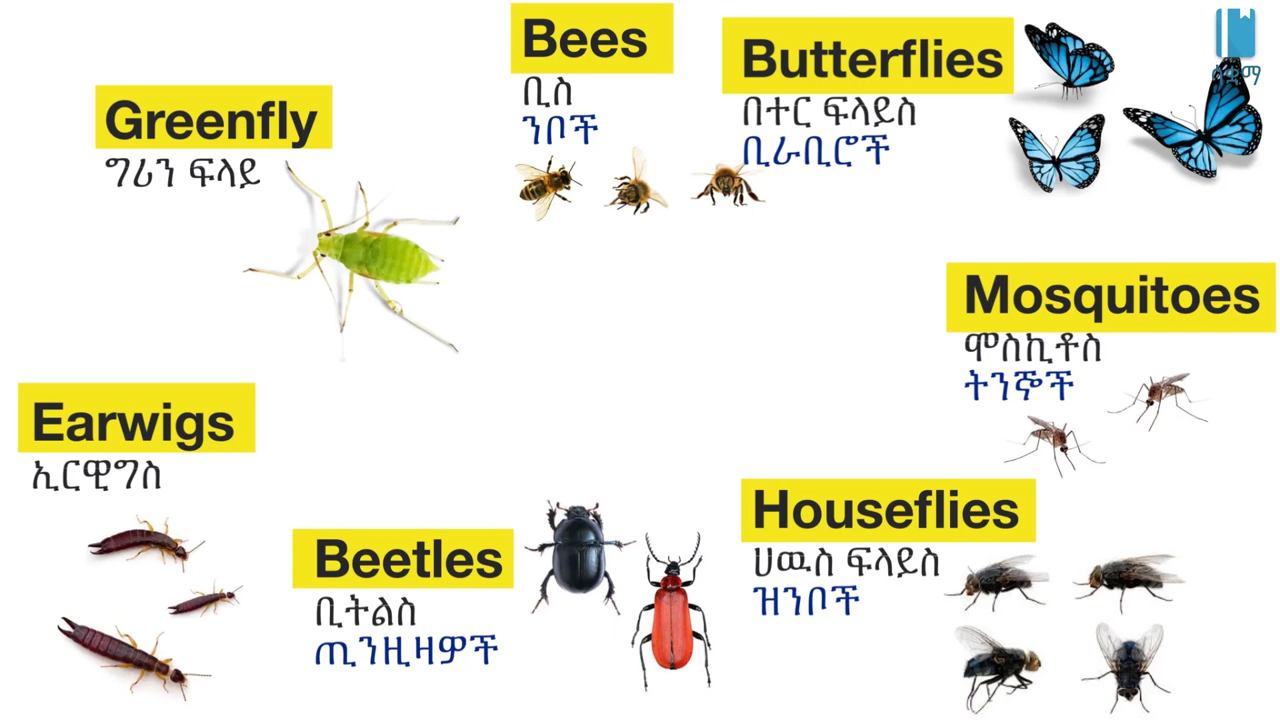 Bees
ቢስ
ንቦች
Butterflies
በተር ፍላይስ
ቢራቢሮች
Greenfly
ግሪን ፍላይ
Mosquitoes
ሞስኪቶስ
ትንኞች
Earwigs
ኢርዊግስ
Beetles
ቢትልስ
ጢንዚዛዎች
Houseflies
ሀዉስ ፍላይስ
ዝንቦች